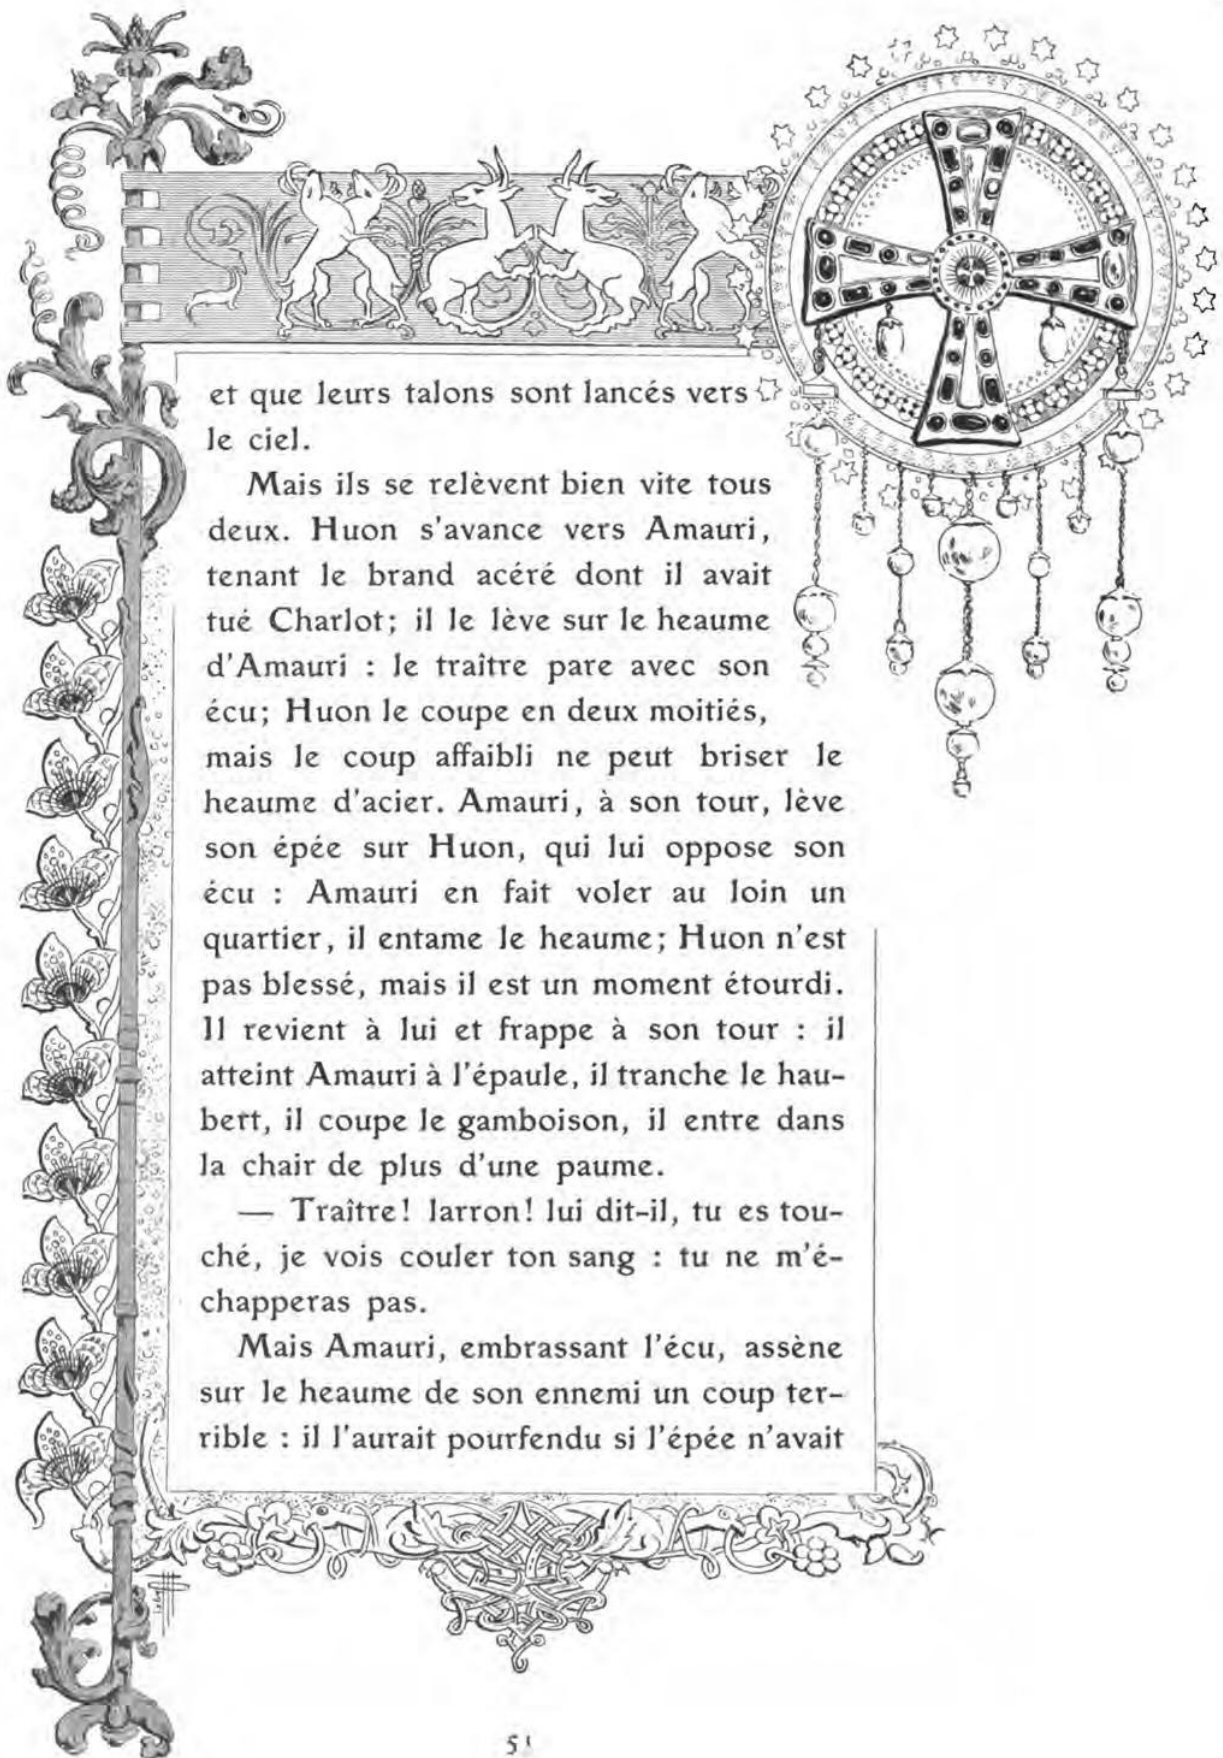 et que leurs talons sont lancés vers
le ciel.
Mais ils se relèvent bien vite tous
deux. Huon s'avance vers Amauri,
tenant le brand acéré dont il avait
tué Charlot; il le lève sur le heaume
d'Amauri : le traître pare avec son
écu; Huon le coupe en deux moitiés,
mais le coup affaibli ne peut briser le
heaume d'acier. Amauri, à son tour, lève
son épée sur Huon, qui lui oppose son
écu : Amauri en fait voler au loin un
quartier, il entame le heaume; Huon n'est
pas blessé, mais il est un moment étourdi.
Il revient à lui et frappe à son tour : il
atteint Amauri à l'épaule, il tranche le hau-
bert, il coupe le gamboison, il entre dans
la chair de plus d'une paume.
— Traître! larron! lui dit-il, tu es tou-
ché, je vois couler ton sang : tu ne m'é-
chapperas pas.
Mais Amauri, embrassant l'écu, assène
sur le heaume de son ennemi un coup ter-
rible : il l'aurait pourfendu si l'épée n'avait